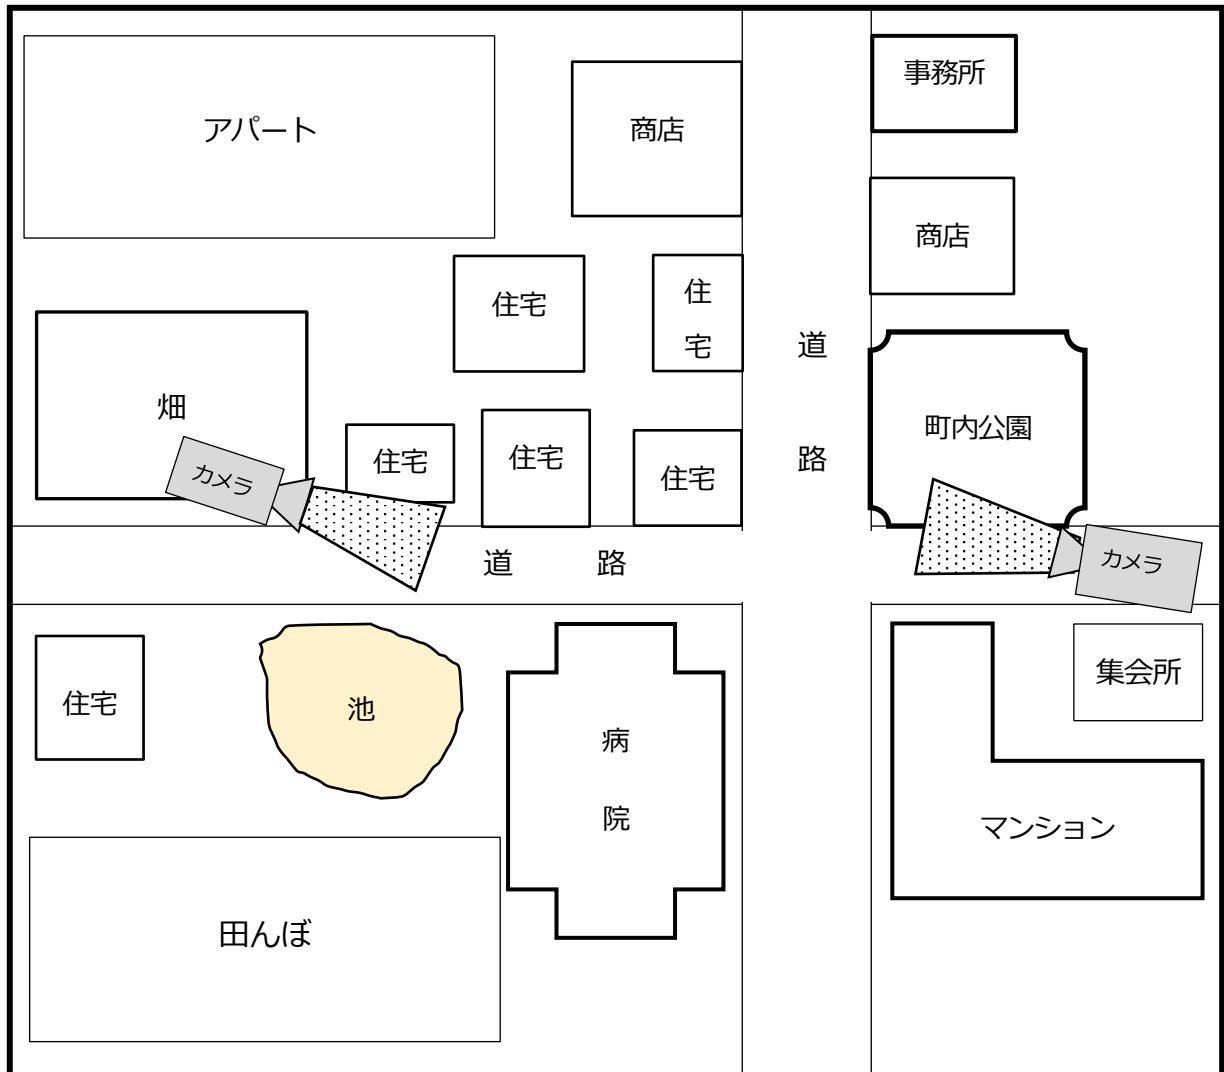 アパート
商店
事務所
商店
住宅
住
宅
道
路
町内公園
畑
カメラ
住宅
住宅
住宅
道 路
カメラ
住宅
池
病
院
集会所
マンション
田んぼ